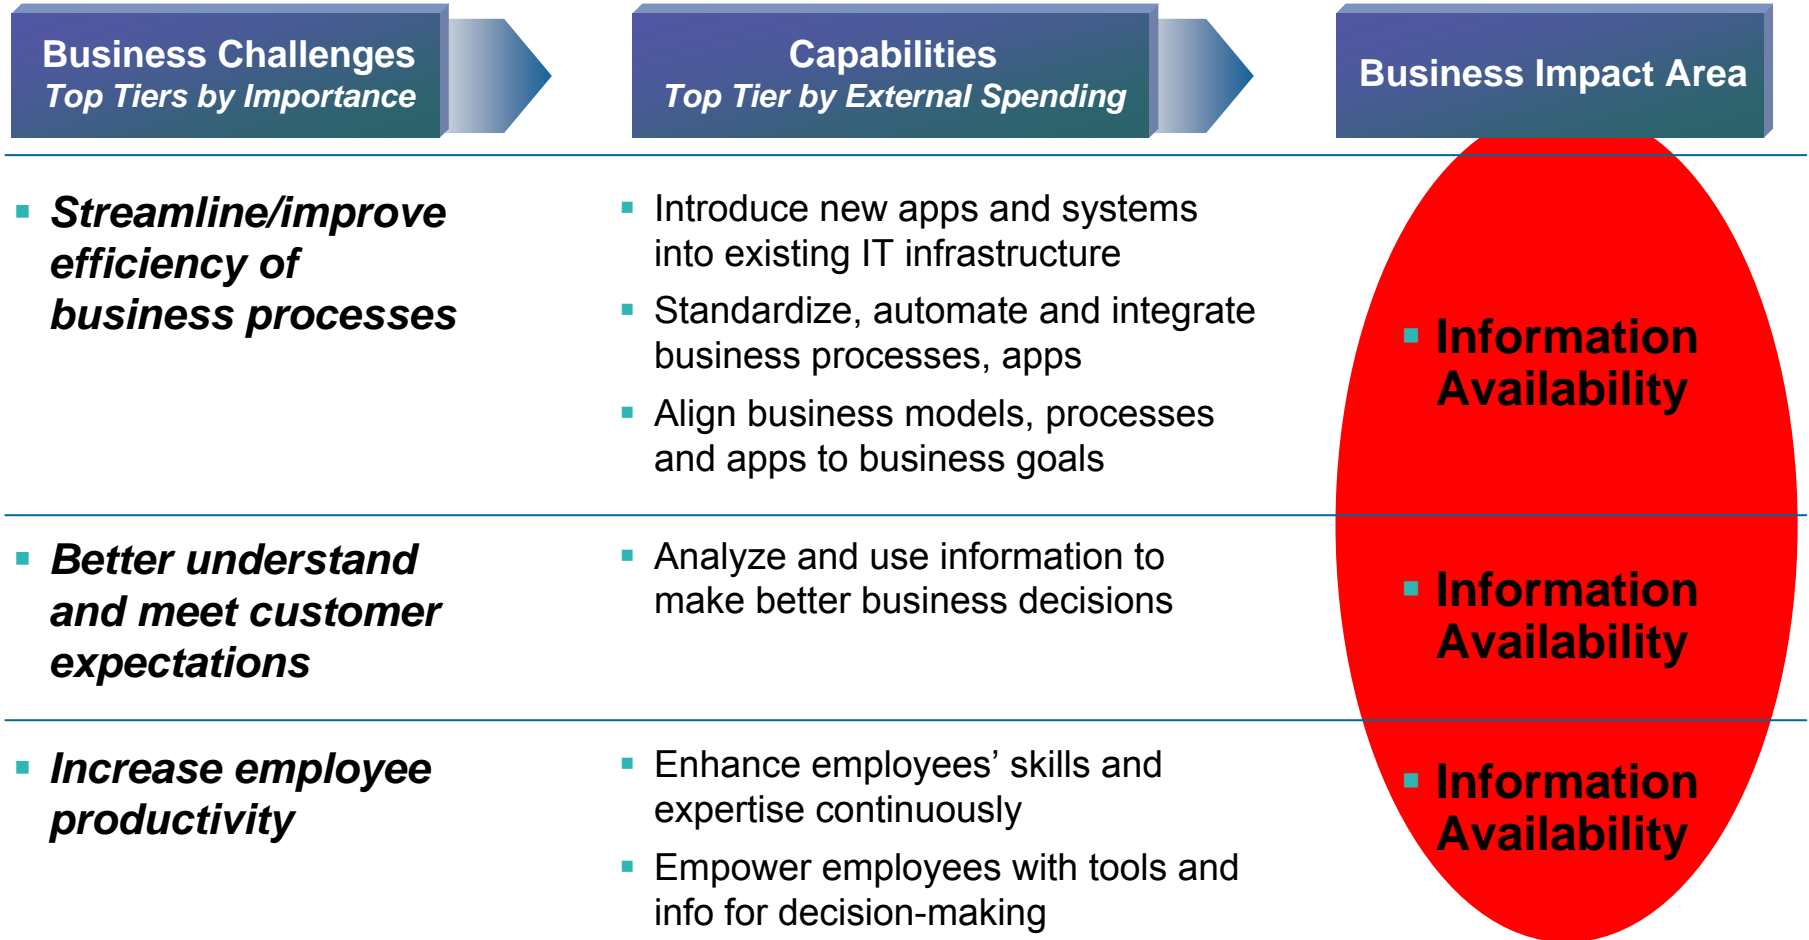 Business Challenges
Top Tiers by Importance
Capabilities
Top Tier by External Spending
Business Impact Area
▪ Streamline/improve
efficiency of
business processes
▪ Introduce new apps and systems
into existing IT infrastructure
▪ Standardize, automate and integrate
business processes, apps
▪ Align business models, processes
and apps to business goals
▪ Information
Availability
▪ Better understand
and meet customer
expectations
▪ Analyze and use information to
make better business decisions
▪ Information
Availability
▪ Increase employee
productivity
▪ Enhance employees’ skills and
expertise continuously
▪ Empower employees with tools and
info for decision-making
▪ Information
Availability